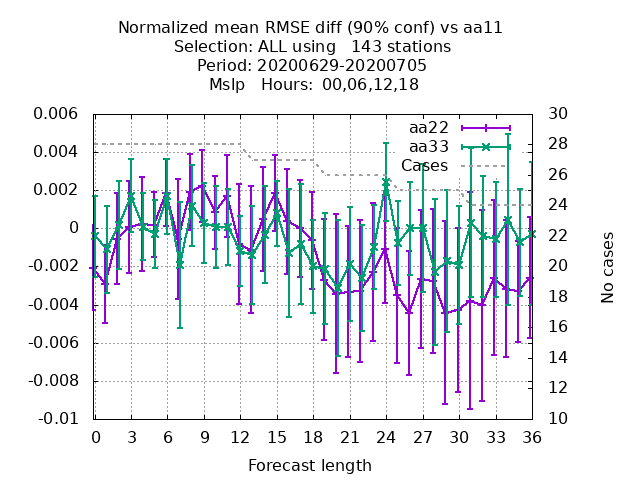 Normalized mean RMSE diff (90% conf) vs aa11
Selection: ALL using   143 stations
Period: 20200629-20200705
Mslp   Hours:  00,06,12,18
0.006
0.004
0.002
0
-0.002
-0.004
-0.006
-0.008
-0.01
30
28
26
24
22
20
18
16
14
12
10
aa22
aa33
Cases
No cases
0 3 6 9 12 15 18 21 24 27 30 33 36
Forecast length